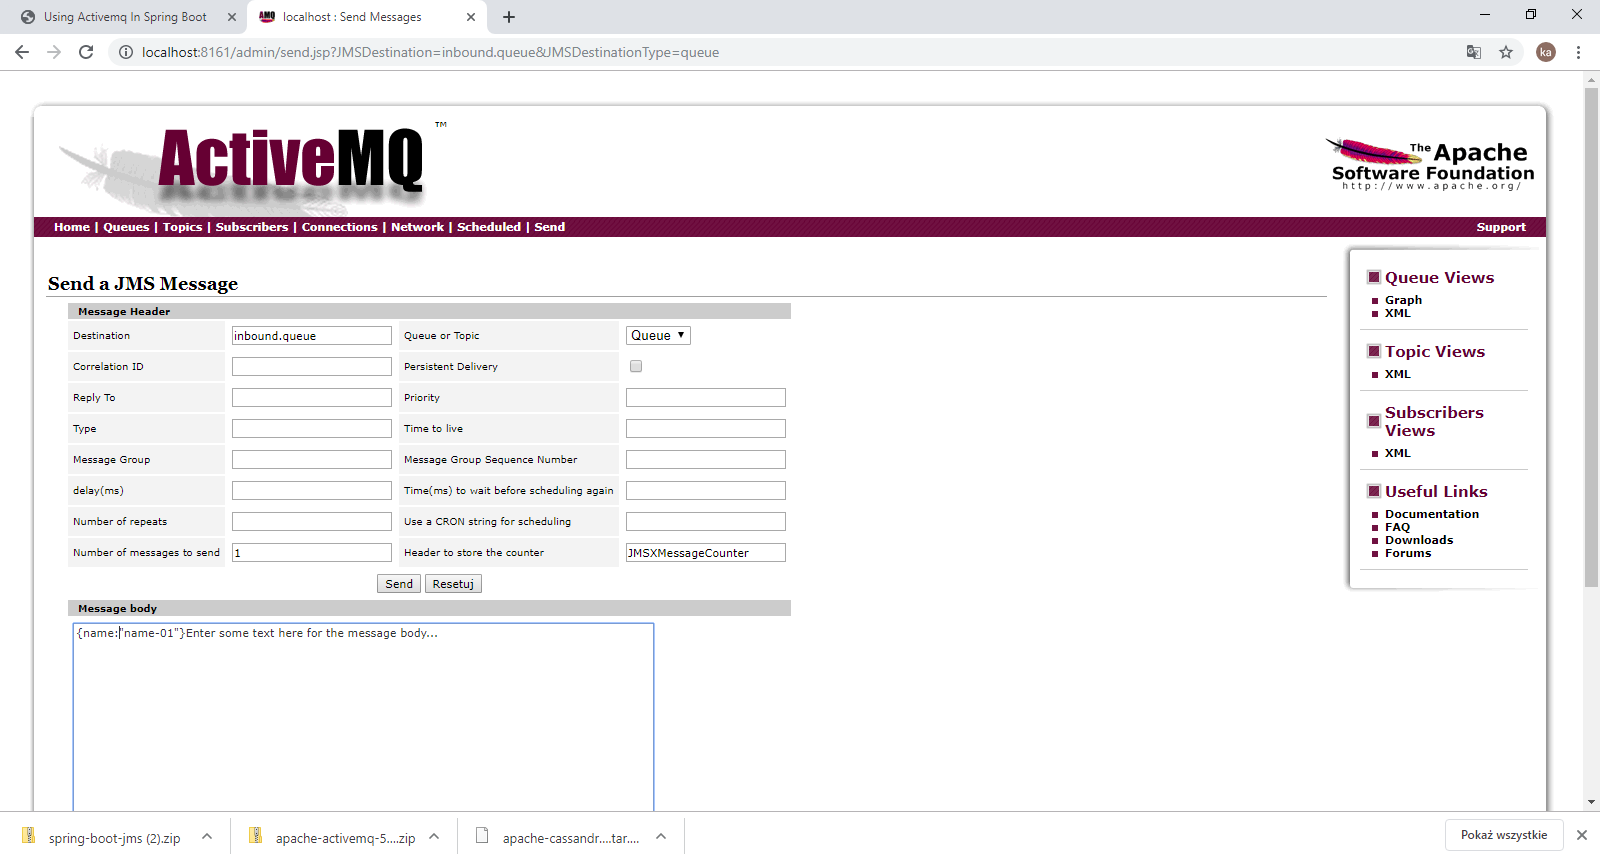 Using Activemq In Spring Boot
localhost : Send Messages
localhost:8161/admin/send.jsp?JMSDestination=inbound.queue&JMSDestinationType=queue
ka
ActiveMQ ™
The Apache
Software Foundation
http://www.apache.org/
Home | Queues | Topics | Subscribers | Connections | Network | Scheduled | Send
Support
Send a JMS Message
Message Header
Destination inbound.queue Queue or Topic Queue
Correlation ID Persistent Delivery
Reply To Priority
Type Time to live
Message Group Message Group Sequence Number
delay(ms) Time(ms) to wait before scheduling again
Number of repeats Use a CRON string for scheduling
Number of messages to send 1 Header to store the counter JMSXMessageCounter
Send Resetuj
Message body
{name:"name-01"}Enter some text here for the message body...
Queue Views
Graph
XML
Topic Views
XML
Subscribers
Views
XML
Useful Links
Documentation
FAQ
Downloads
Forums
spring-boot-jms (2).zip
apache-activemq-5....zip
apache-cassandr....tar....
Pokaż wszystkie